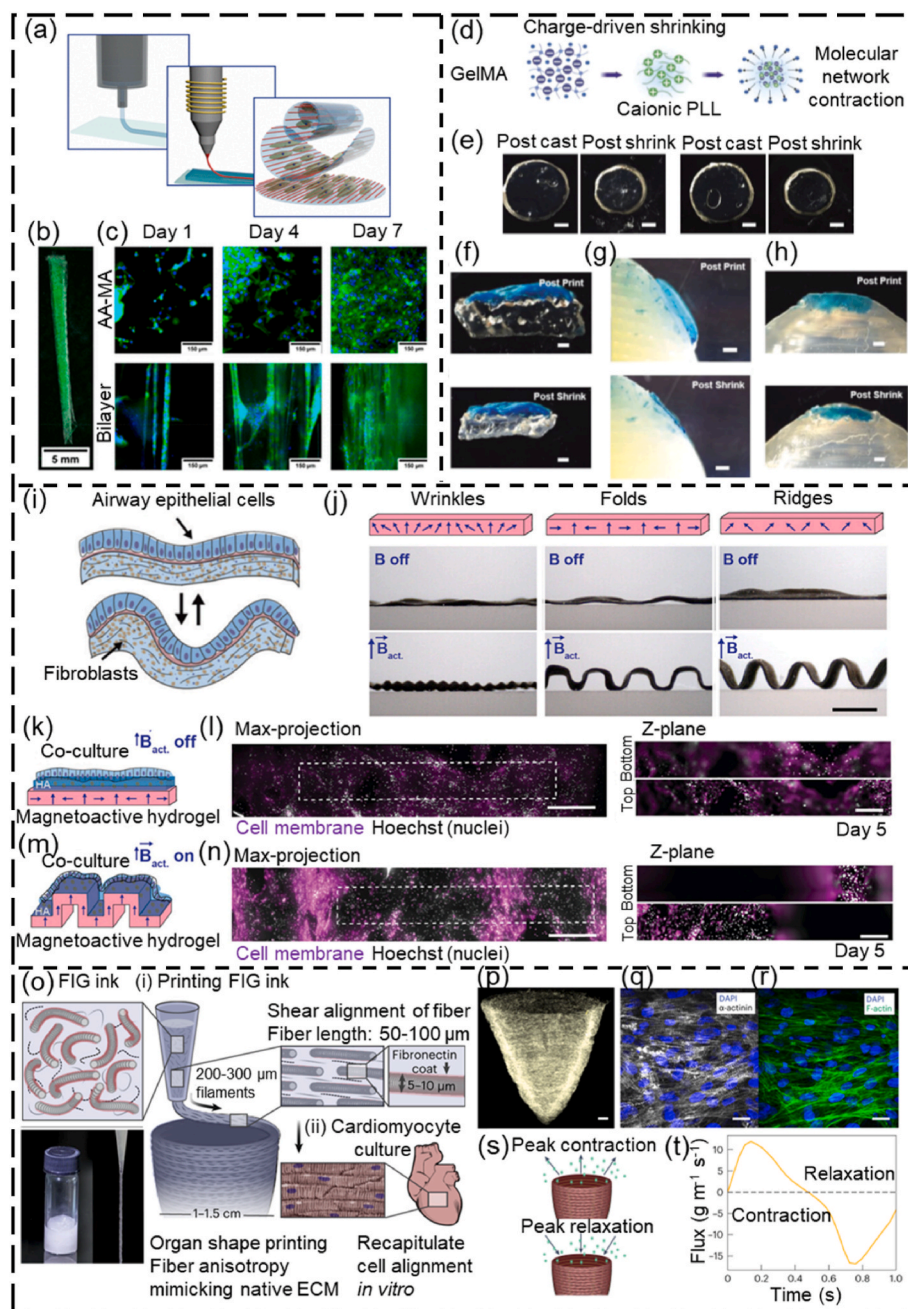 (a)
(b)
5 mm
(c)
Day 1 Day 4 Day 7
AA-MA
150 µm 150 µm 150 µm
Bilayer
150 µm 150 µm 150 µm
(d)
Charge-driven shrinking
GelMA
Caionic PLL
Molecular
network
contraction
(e)
Post cast Post shrink Post cast Post shrink
(f)
Post Print
Post Shrink
(g)
Post Print
Post Shrink
(h)
Post Print
Post Shrink
(i)
Airway epithelial cells
Fibroblasts
(j)
Wrinkles Folds Ridges
B off B off B off
B act. B act. B act.
(k)
Co-culture B act. off
HA
Magnetoactive hydrogel
(l)
Max-projection
Cell membrane Hoechst (nuclei)
Z-plane
Bottom
Top
Day 5
(m)
Co-culture B act. on
HA
Magnetoactive hydrogel
(n)
Max-projection
Cell membrane Hoechst (nuclei)
Z-plane
Bottom
Top
Day 5
(o)
FIG ink
(i) Printing FIG ink
Shear alignment of fiber
Fiber length: 50-100 µm
200-300 µm
filaments
Fibronectin
coat
5-10 µm
(ii) Cardiomyocyte
culture
1–1.5 cm
Organ shape printing
Fiber anisotropy
mimicking native ECM
Recapitulate
cell alignment
in vitro
(p)
(q)
DAPI
α-actinin
(r)
DAPI
F-actin
(s)
Peak contraction
Peak relaxation
(t)
Flux (g m⁻¹ s⁻¹)
10
5
0
-5
-10
-15
Relaxation
Contraction
0 0.2 0.4 0.6 0.8 1.0
Time (s)